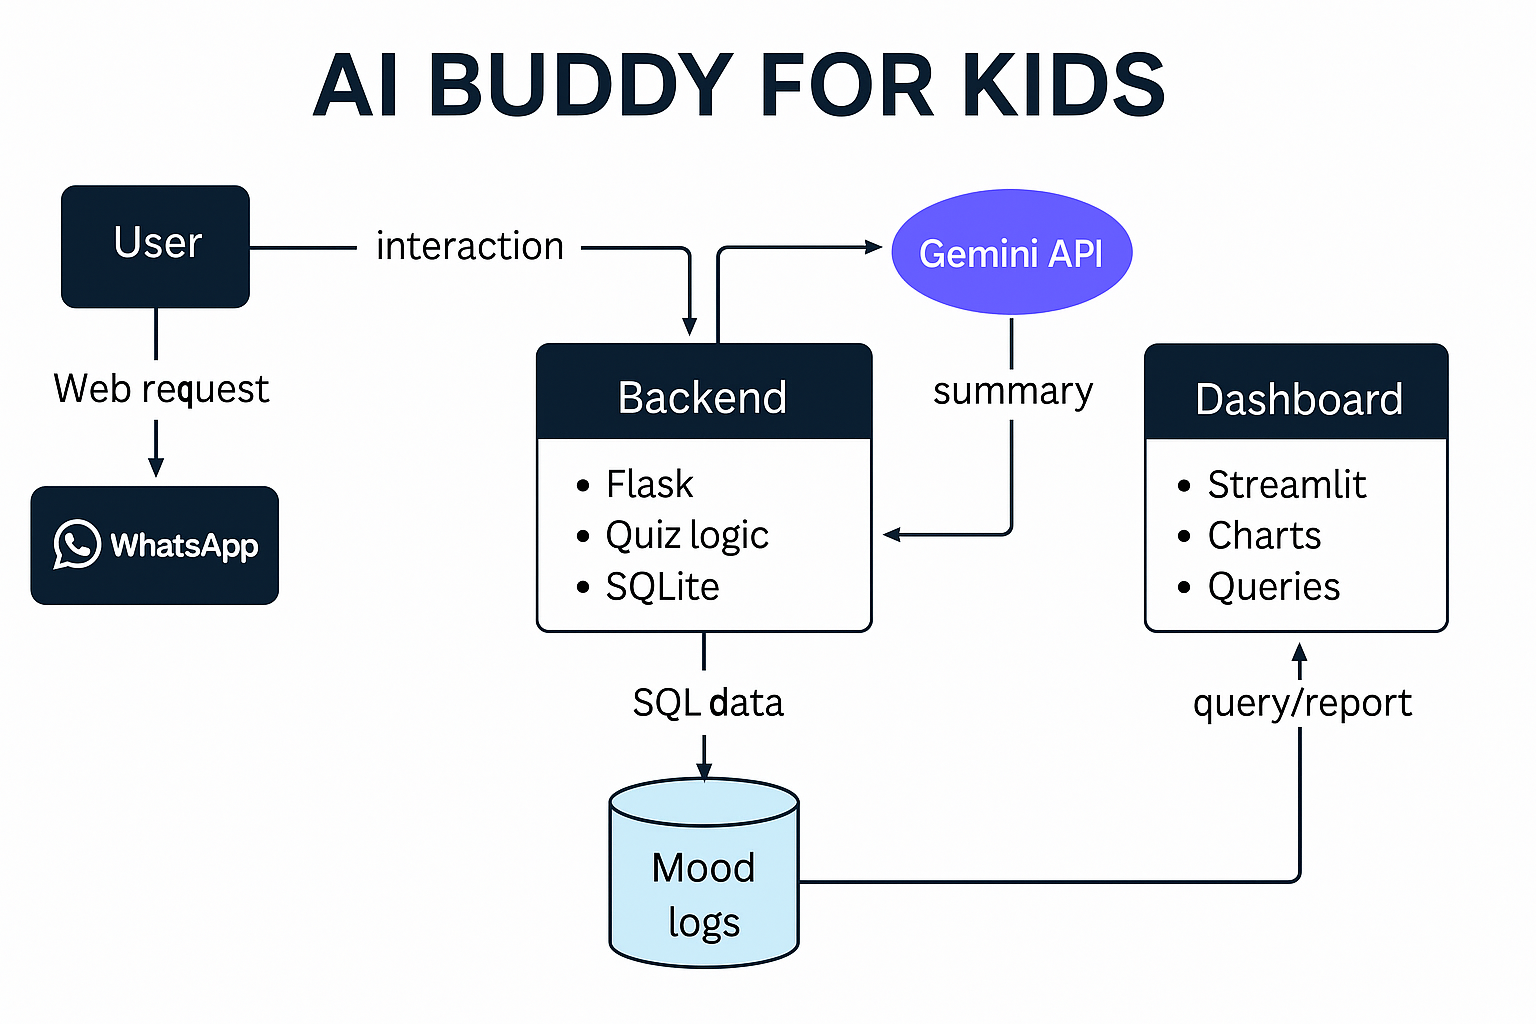 AI BUDDY FOR KIDS
User
interaction
Gemini API
Web request
WhatsApp
Backend
• Flask
• Quiz logic
• SQLite
summary
Dashboard
• Streamlit
• Charts
• Queries
SQL data
query/report
Mood
logs